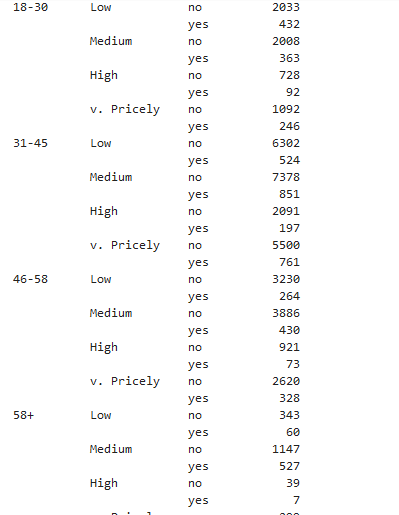 18-30 Low no 2033
yes 432
Medium no 2008
yes 363
High no 728
yes 92
v. Pricely no 1092
yes 246
31-45 Low no 6302
yes 524
Medium no 7378
yes 851
High no 2091
yes 197
v. Pricely no 5500
yes 761
46-58 Low no 3230
yes 264
Medium no 3886
yes 430
High no 921
yes 73
v. Pricely no 2620
yes 328
58+ Low no 343
yes 60
Medium no 1147
yes 527
High no 39
yes 7